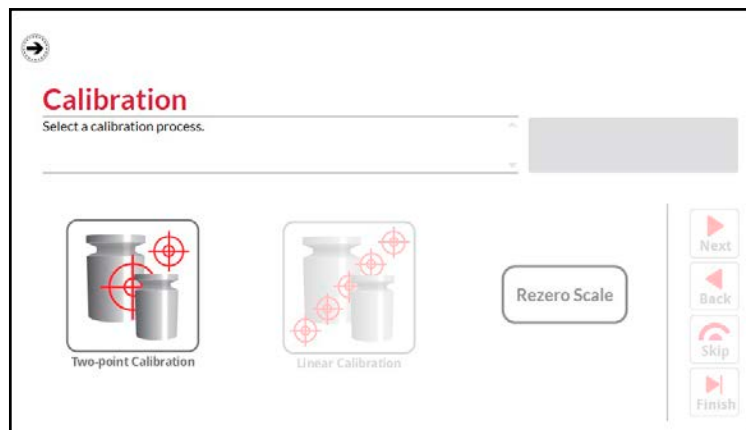 Calibration
Select a calibration process.
Two-point Calibration
Linear Calibration
Rezero Scale
Next
Back
Skip
Finish